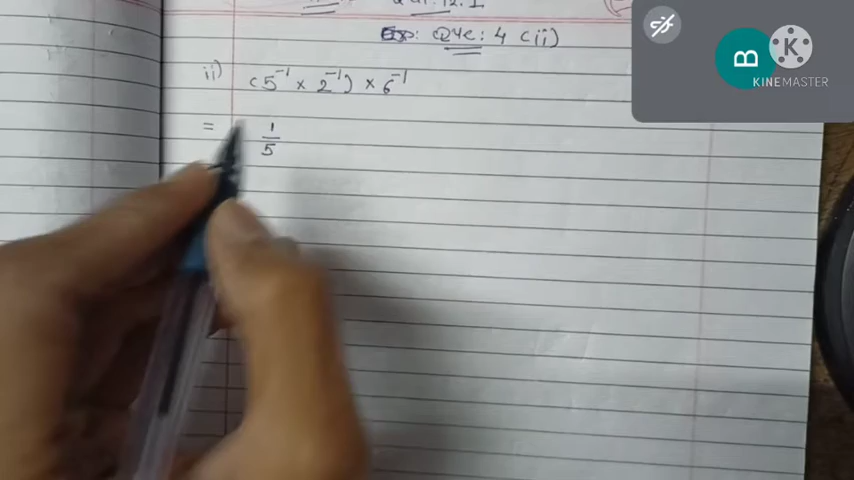 Que: 4 (ii)
ii) (5⁻¹ × 2⁻¹) × 6⁻¹
= 1/5
B K
KINEMASTER